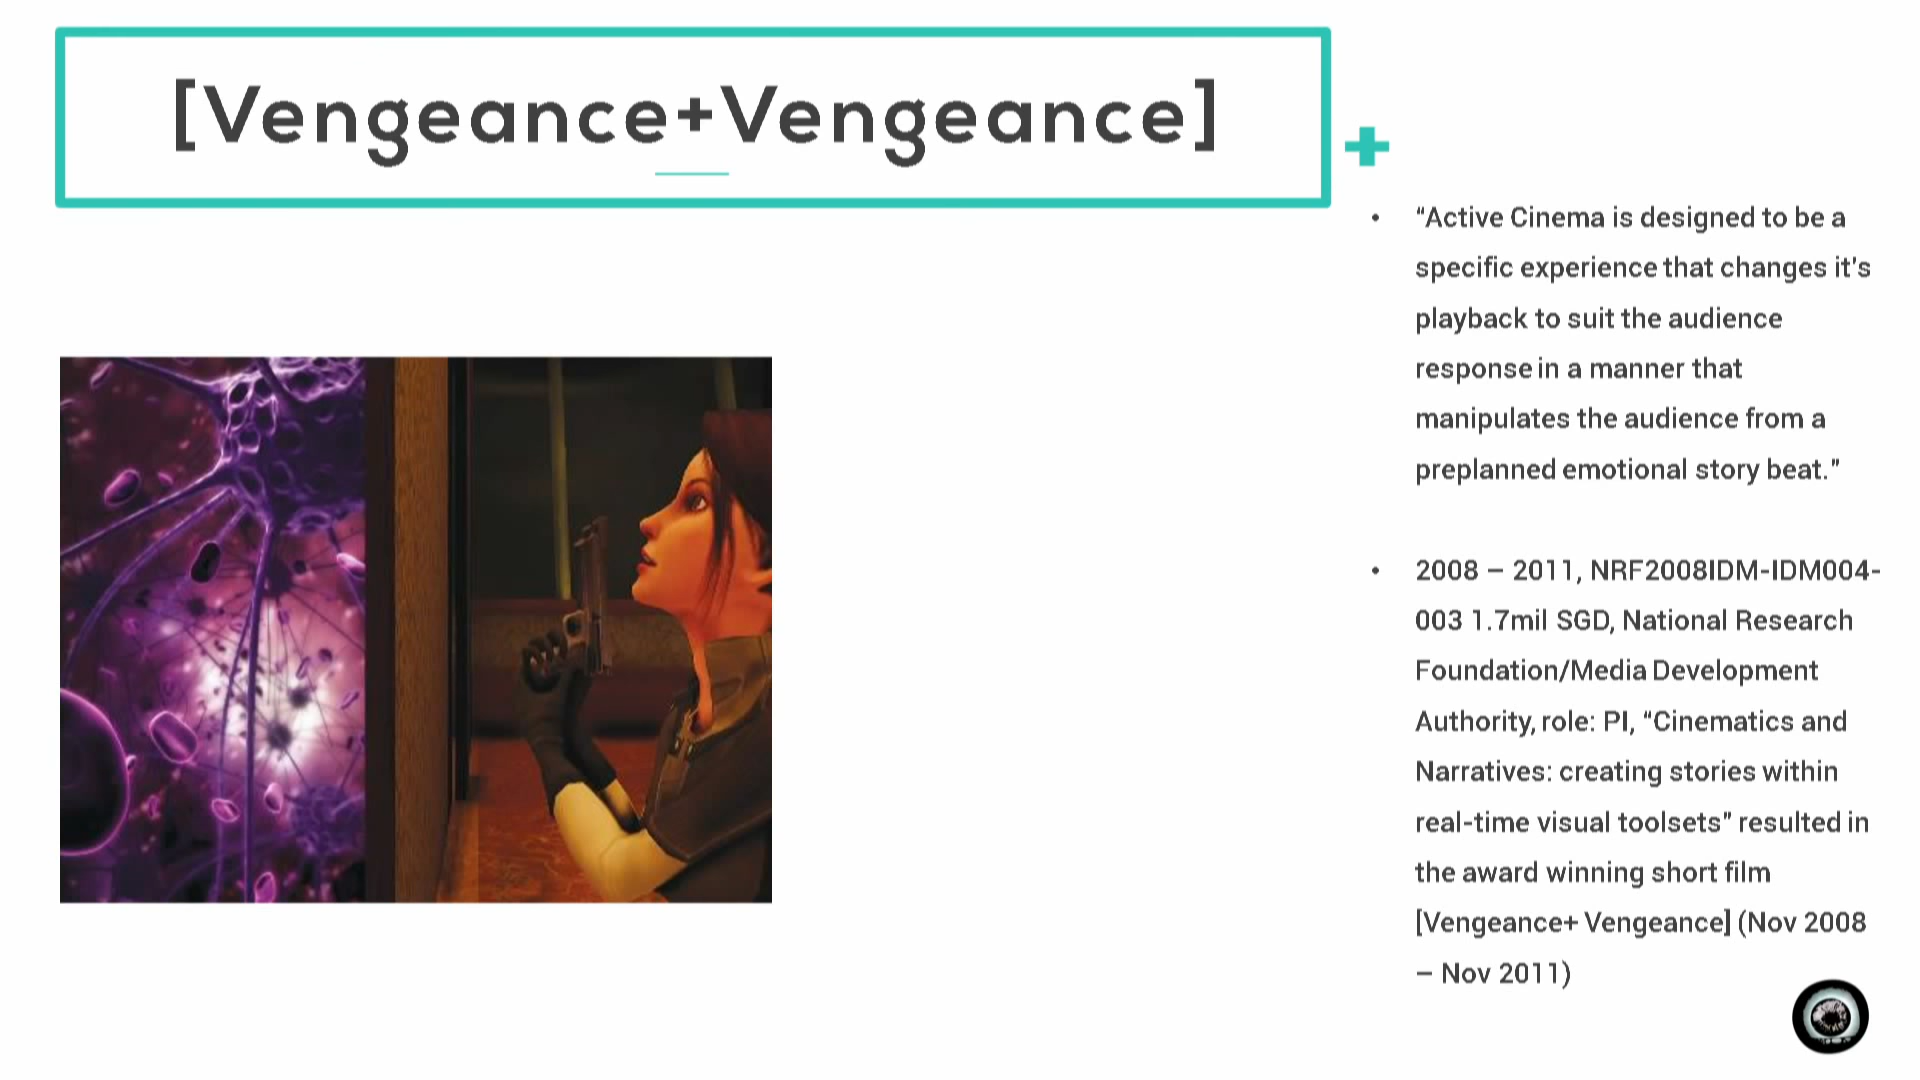 [Vengeance+Vengeance]
+
• “Active Cinema is designed to be a
specific experience that changes it's
playback to suit the audience
response in a manner that
manipulates the audience from a
preplanned emotional story beat.”
• 2008 – 2011, NRF2008IDM-IDM004-
003 1.7mil SGD, National Research
Foundation/Media Development
Authority, role: PI, “Cinematics and
Narratives: creating stories within
real-time visual toolsets” resulted in
the award winning short film
[Vengeance+ Vengeance] (Nov 2008
– Nov 2011)